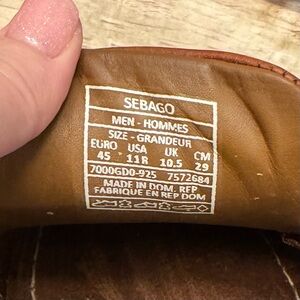 SEBAGO
MEN - HOMMES
SIZE - GRANDEUR
EURO USA UK CM
45 11R 10.5 29
7000GD0-925 7572684
MADE IN DOM. REP
FABRIQUE EN REP DOM